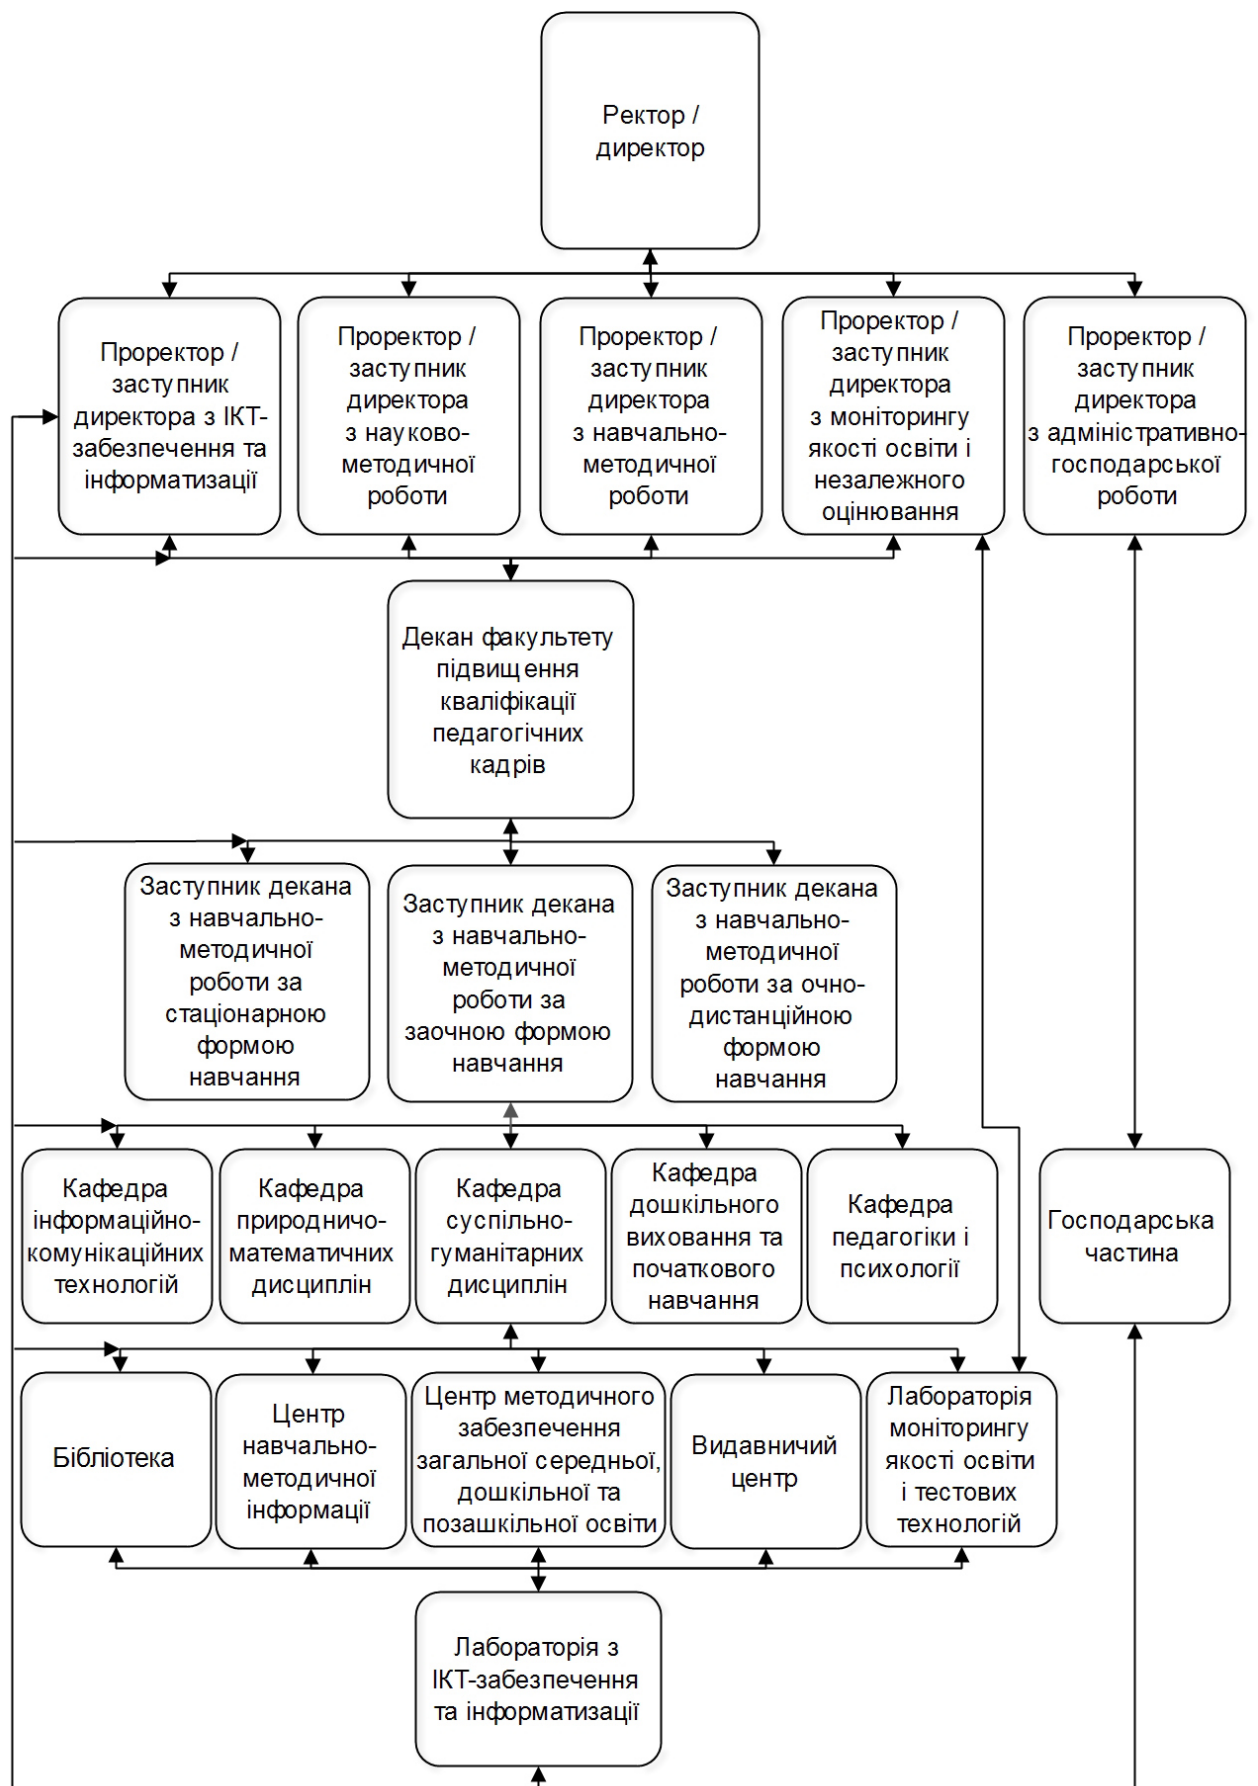 Ректор /
директор
Проректор /
заступник
директора з ІКТ-
забезпечення та
інформатизації
Проректор /
заступник
директора
з науково-
методичної
роботи
Проректор /
заступник
директора
з навчально-
методичної
роботи
Проректор /
заступник
директора
з моніторингу
якості освіти і
незалежного
оцінювання
Проректор /
заступник
директора
з адміністративно-
господарської
роботи
Декан факультету
підвищення
кваліфікації
педагогічних
кадрів
Заступник декана
з навчально-
методичної
роботи за
стаціонарною
формою
навчання
Заступник декана
з навчально-
методичної
роботи за
заочною формою
навчання
Заступник декана
з навчально-
методичної
роботи за очно-
дистанційною
формою
навчання
Кафедра
інформаційно-
комунікаційних
технологій
Кафедра
природничо-
математичних
дисциплін
Кафедра
суспільно-
гуманітарних
дисциплін
Кафедра
дошкільного
виховання та
початкового
навчання
Кафедра
педагогіки і
психології
Господарська
частина
Бібліотека
Центр
навчально-
методичної
інформації
Центр методичного
забезпечення
загальної середньої,
дошкільної та
позашкільної освіти
Видавничий
центр
Лабораторія
моніторингу
якості освіти
і тестових
технологій
Лабораторія з
ІКТ-забезпечення
та інформатизації